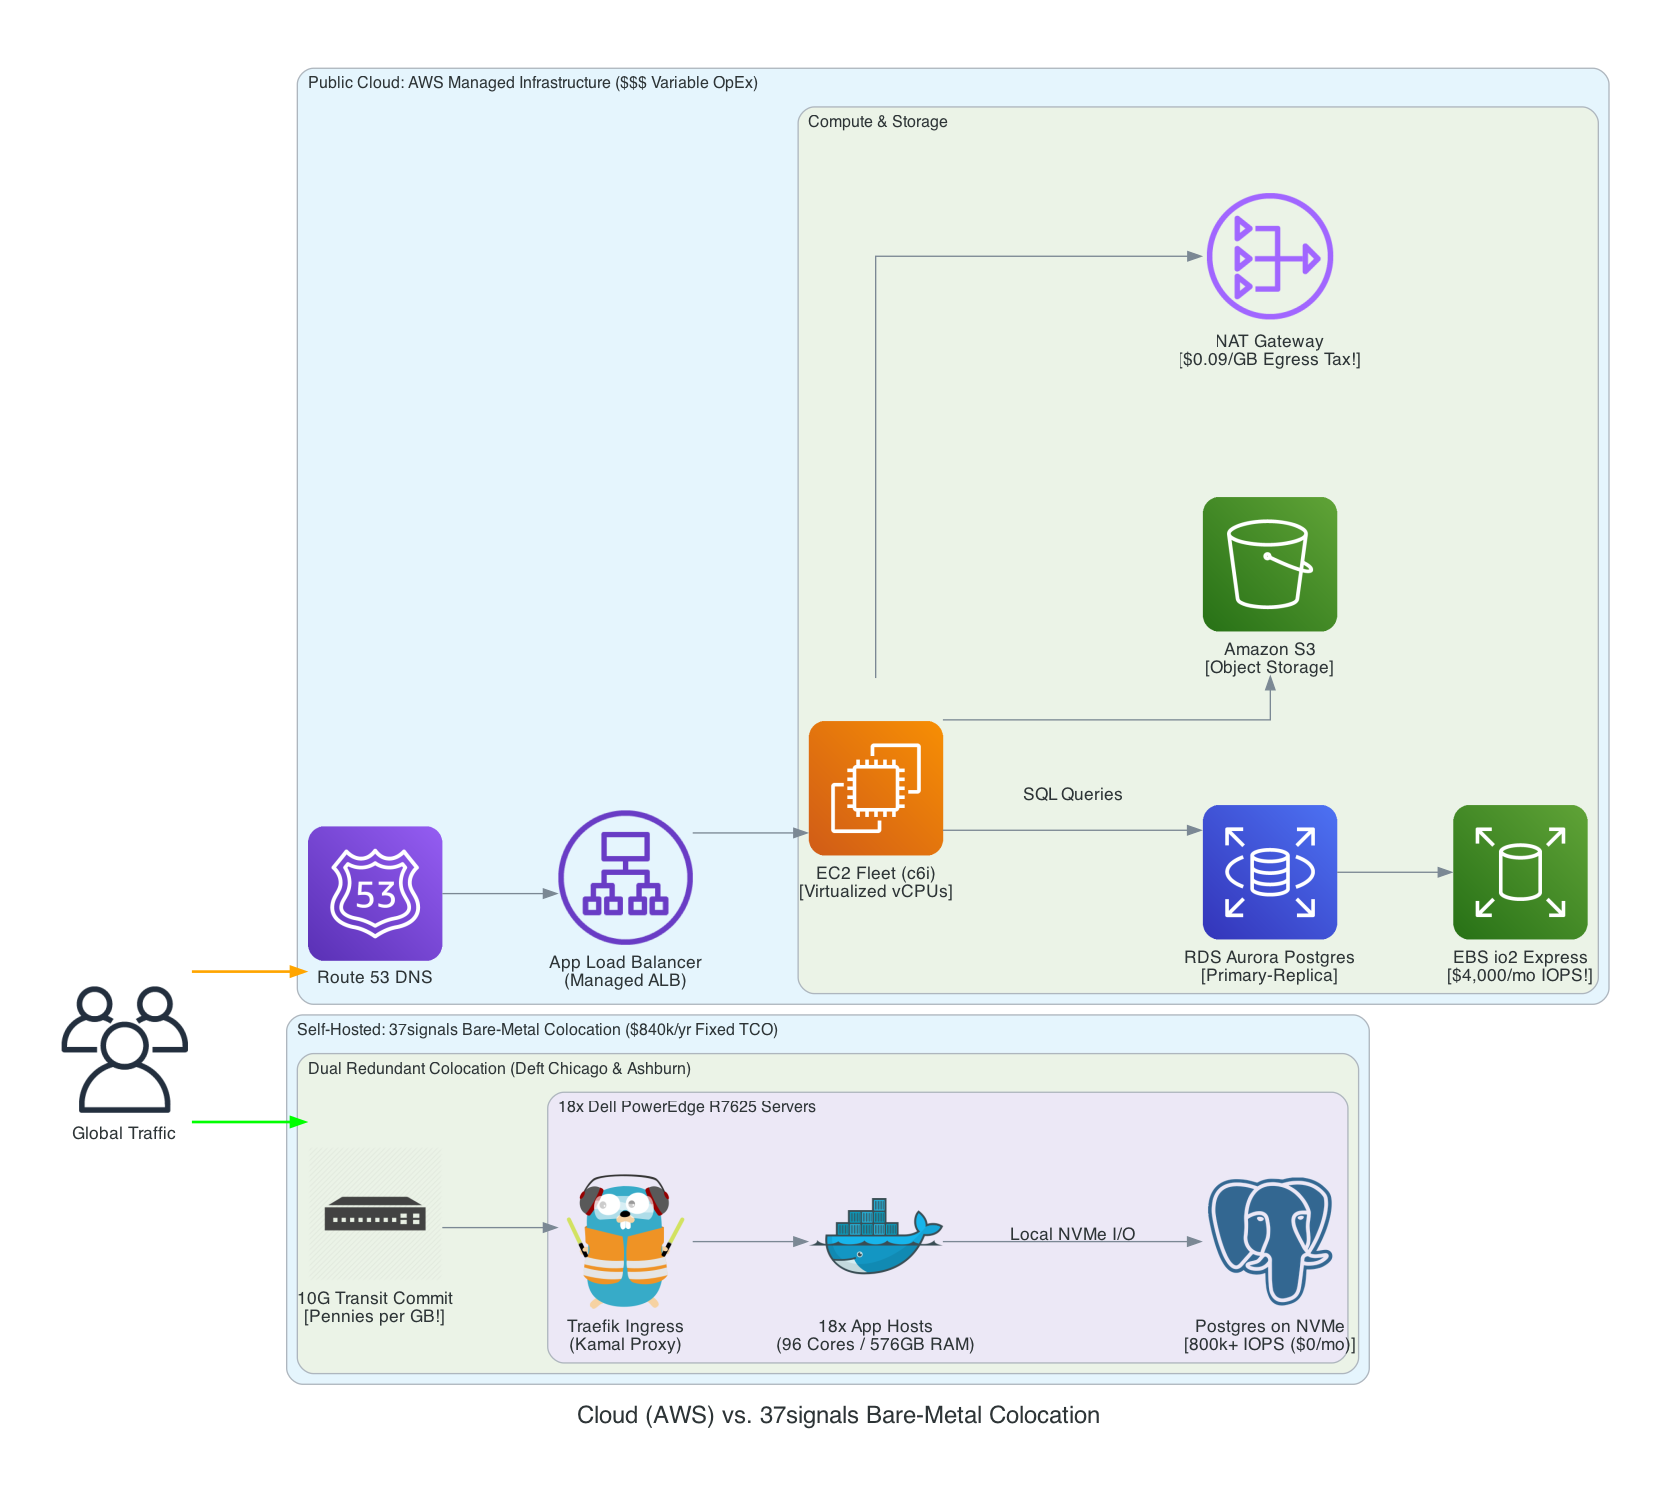 Public Cloud: AWS Managed Infrastructure ($$$ Variable OpEx)
Compute & Storage
NAT Gateway
[$0.09/GB Egress Tax!]
Amazon S3
[Object Storage]
SQL Queries
EC2 Fleet (c6i)
[Virtualized vCPUs]
53
Route 53 DNS
App Load Balancer
(Managed ALB)
RDS Aurora Postgres
[Primary-Replica]
EBS io2 Express
[$4,000/mo IOPS!]
Global Traffic
Self-Hosted: 37signals Bare-Metal Colocation ($840k/yr Fixed TCO)
Dual Redundant Colocation (Deft Chicago & Ashburn)
18x Dell PowerEdge R7625 Servers
10G Transit Commit
[Pennies per GB!]
Traefik Ingress
(Kamal Proxy)
18x App Hosts
(96 Cores / 576GB RAM)
Local NVMe I/O
Postgres on NVMe
[800k+ IOPS ($0/mo)]
Cloud (AWS) vs. 37signals Bare-Metal Colocation